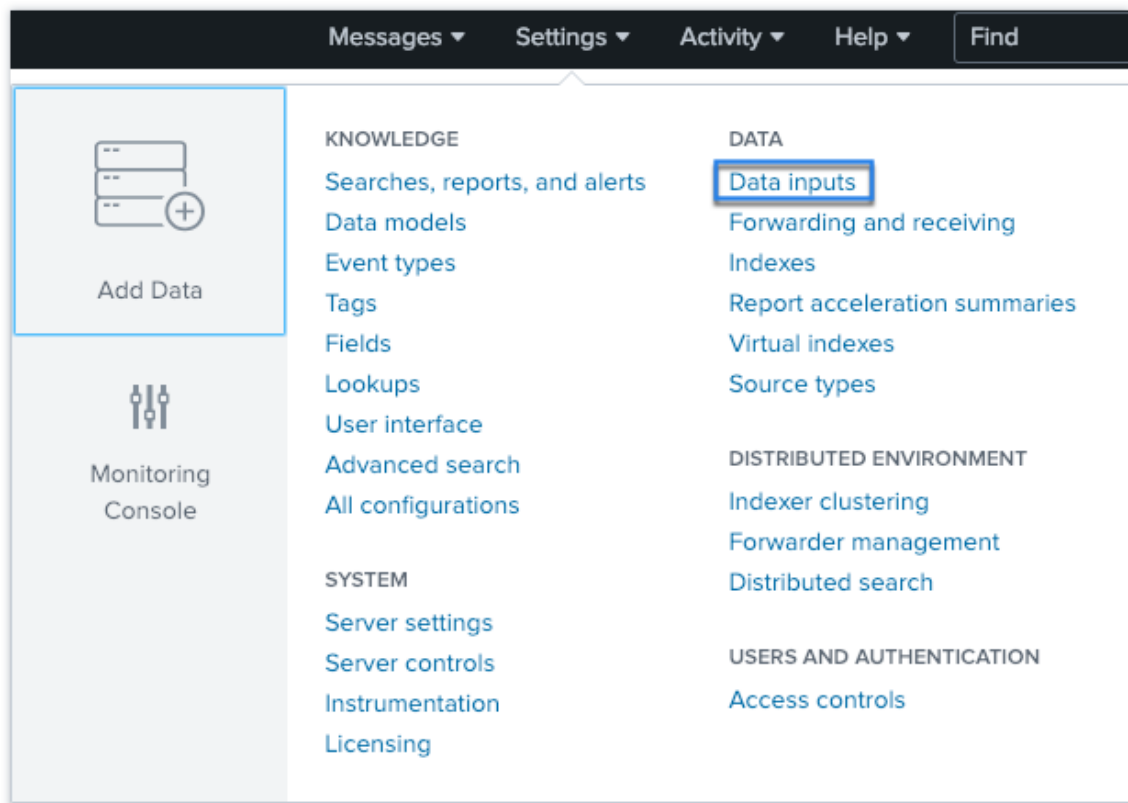 Messages Settings Activity Help Find
Add Data
Monitoring
Console
KNOWLEDGE
Searches, reports, and alerts
Data models
Event types
Tags
Fields
Lookups
User interface
Advanced search
All configurations
SYSTEM
Server settings
Server controls
Instrumentation
Licensing
DATA
Data inputs
Forwarding and receiving
Indexes
Report acceleration summaries
Virtual indexes
Source types
DISTRIBUTED ENVIRONMENT
Indexer clustering
Forwarder management
Distributed search
USERS AND AUTHENTICATION
Access controls